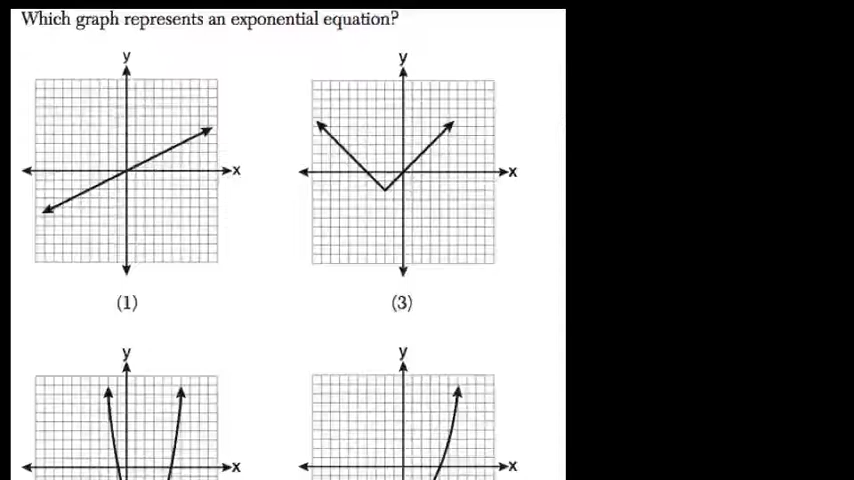 Which graph represents an exponential equation?
y
y
x
x
(1)
(3)
y
y
x
x